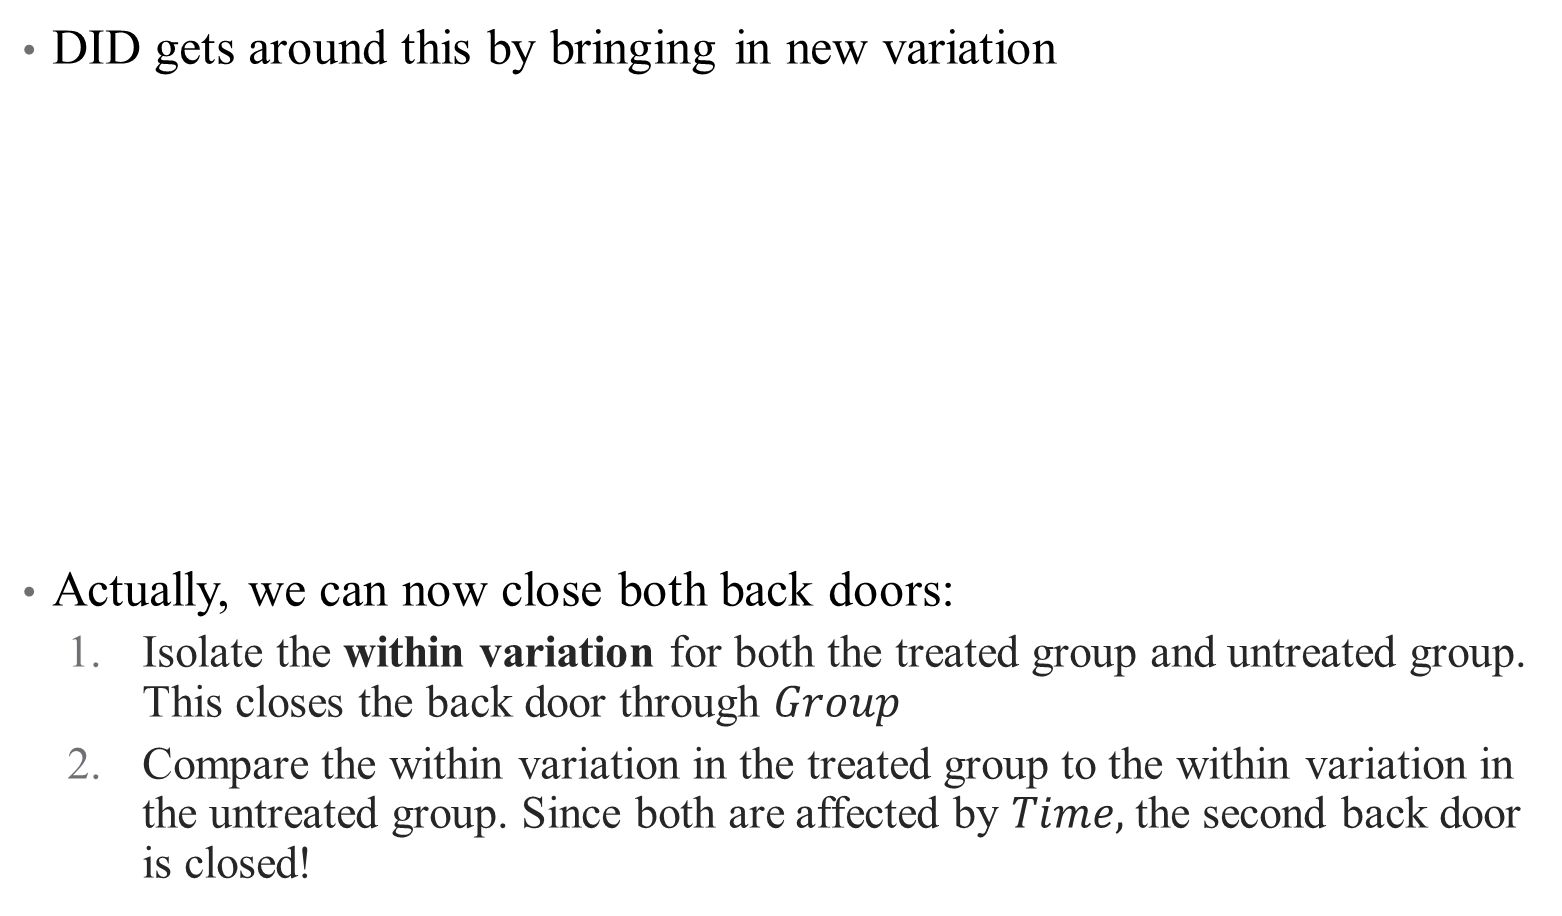 • DID gets around this by bringing in new variation
• Actually, we can now close both back doors:
1. Isolate the within variation for both the treated group and untreated group.
This closes the back door through Group
2. Compare the within variation in the treated group to the within variation in
the untreated group. Since both are affected by Time, the second back door
is closed!